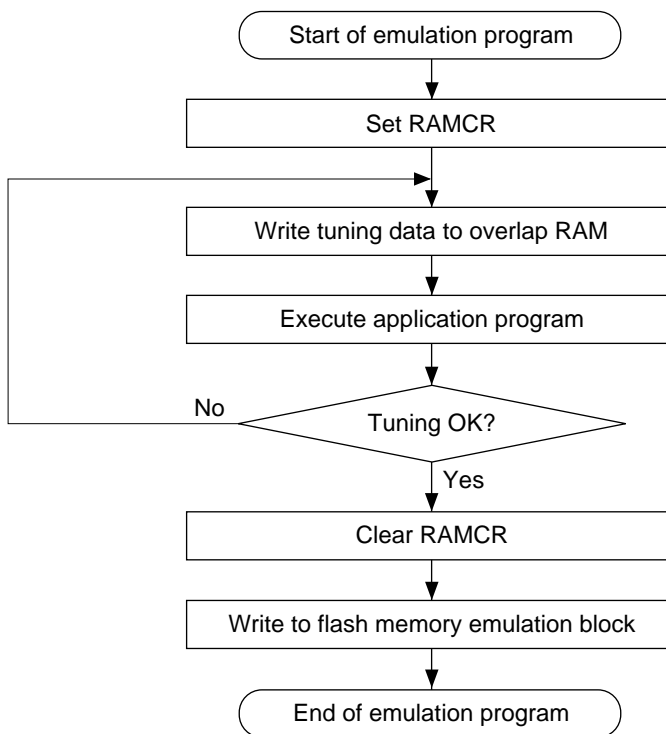 Start of emulation program
Set RAMCR
Write tuning data to overlap RAM
Execute application program
No
Tuning OK?
Yes
Clear RAMCR
Write to flash memory emulation block
End of emulation program